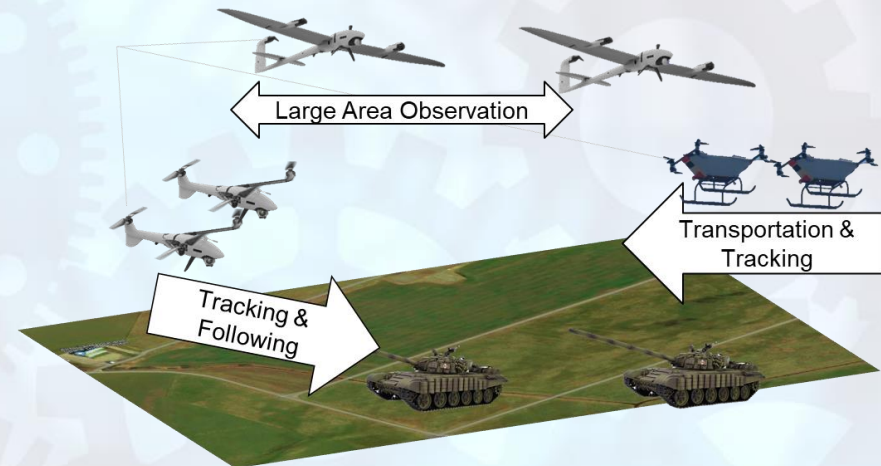 Large Area Observation
Transportation &
Tracking
Tracking &
Following